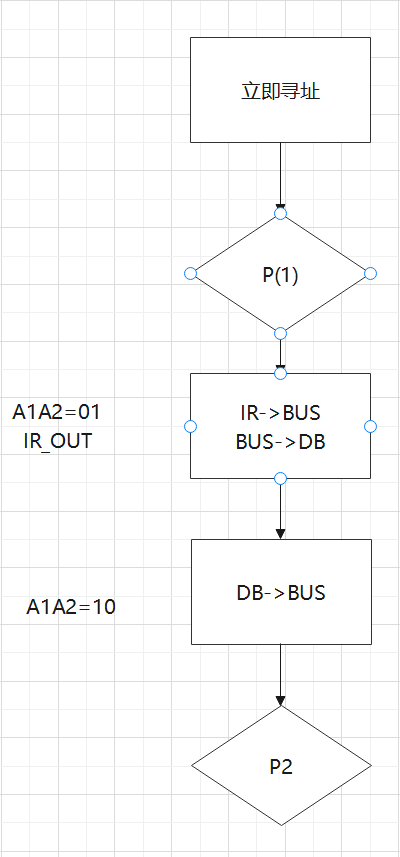 立即寻址
P(1)
A1A2=01
IR_OUT
IR->BUS
BUS->DB
A1A2=10
DB->BUS
P2